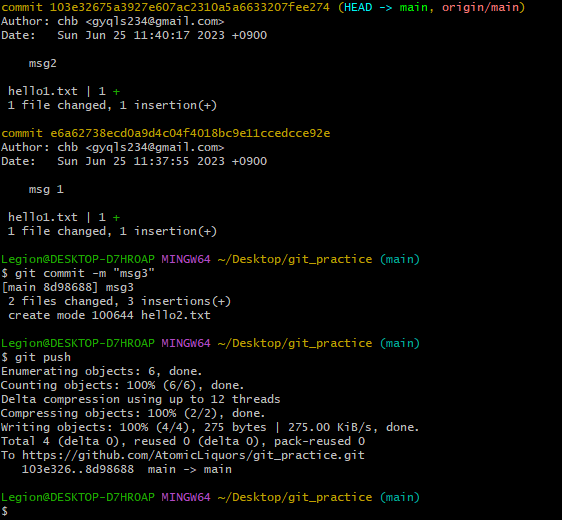 commit 103e32675a3927e607ac2310a5a6633207fee274 (HEAD -> main, origin/main)
Author: chb <gyqls234@gmail.com>
Date:   Sun Jun 25 11:40:17 2023 +0900
msg2
hello1.txt | 1 +
1 file changed, 1 insertion(+)
commit e6a62738ecd0a9d4c04f4018bc9e11ccedcce92e
Author: chb <gyqls234@gmail.com>
Date:   Sun Jun 25 11:37:55 2023 +0900
msg 1
hello1.txt | 1 +
1 file changed, 1 insertion(+)
Legion@DESKTOP-D7HROAP MINGW64 ~/Desktop/git_practice (main)
$ git commit -m "msg3"
[main 8d98688] msg3
2 files changed, 3 insertions(+)
create mode 100644 hello2.txt
Legion@DESKTOP-D7HROAP MINGW64 ~/Desktop/git_practice (main)
$ git push
Enumerating objects: 6, done.
Counting objects: 100% (6/6), done.
Delta compression using up to 12 threads
Compressing objects: 100% (2/2), done.
Writing objects: 100% (4/4), 275 bytes | 275.00 KiB/s, done.
Total 4 (delta 0), reused 0 (delta 0), pack-reused 0
To https://github.com/AtomicLiquors/git_practice.git
103e326..8d98688  main -> main
Legion@DESKTOP-D7HROAP MINGW64 ~/Desktop/git_practice (main)
$